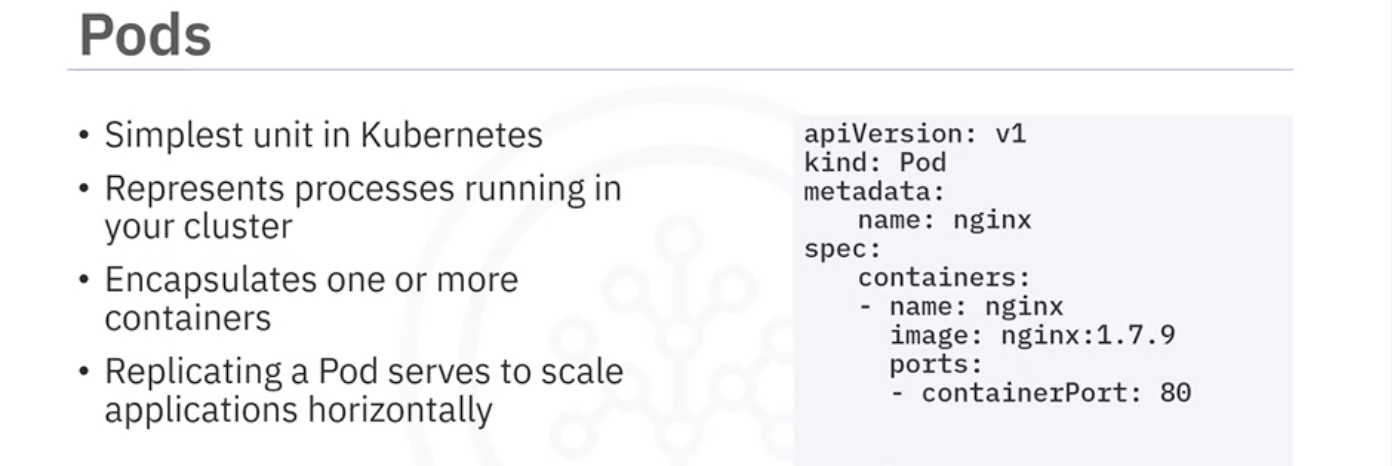 Pods
• Simplest unit in Kubernetes
• Represents processes running in
your cluster
• Encapsulates one or more
containers
• Replicating a Pod serves to scale
applications horizontally
apiVersion: v1
kind: Pod
metadata:
    name: nginx
spec:
    containers:
    - name: nginx
      image: nginx:1.7.9
      ports:
      - containerPort: 80